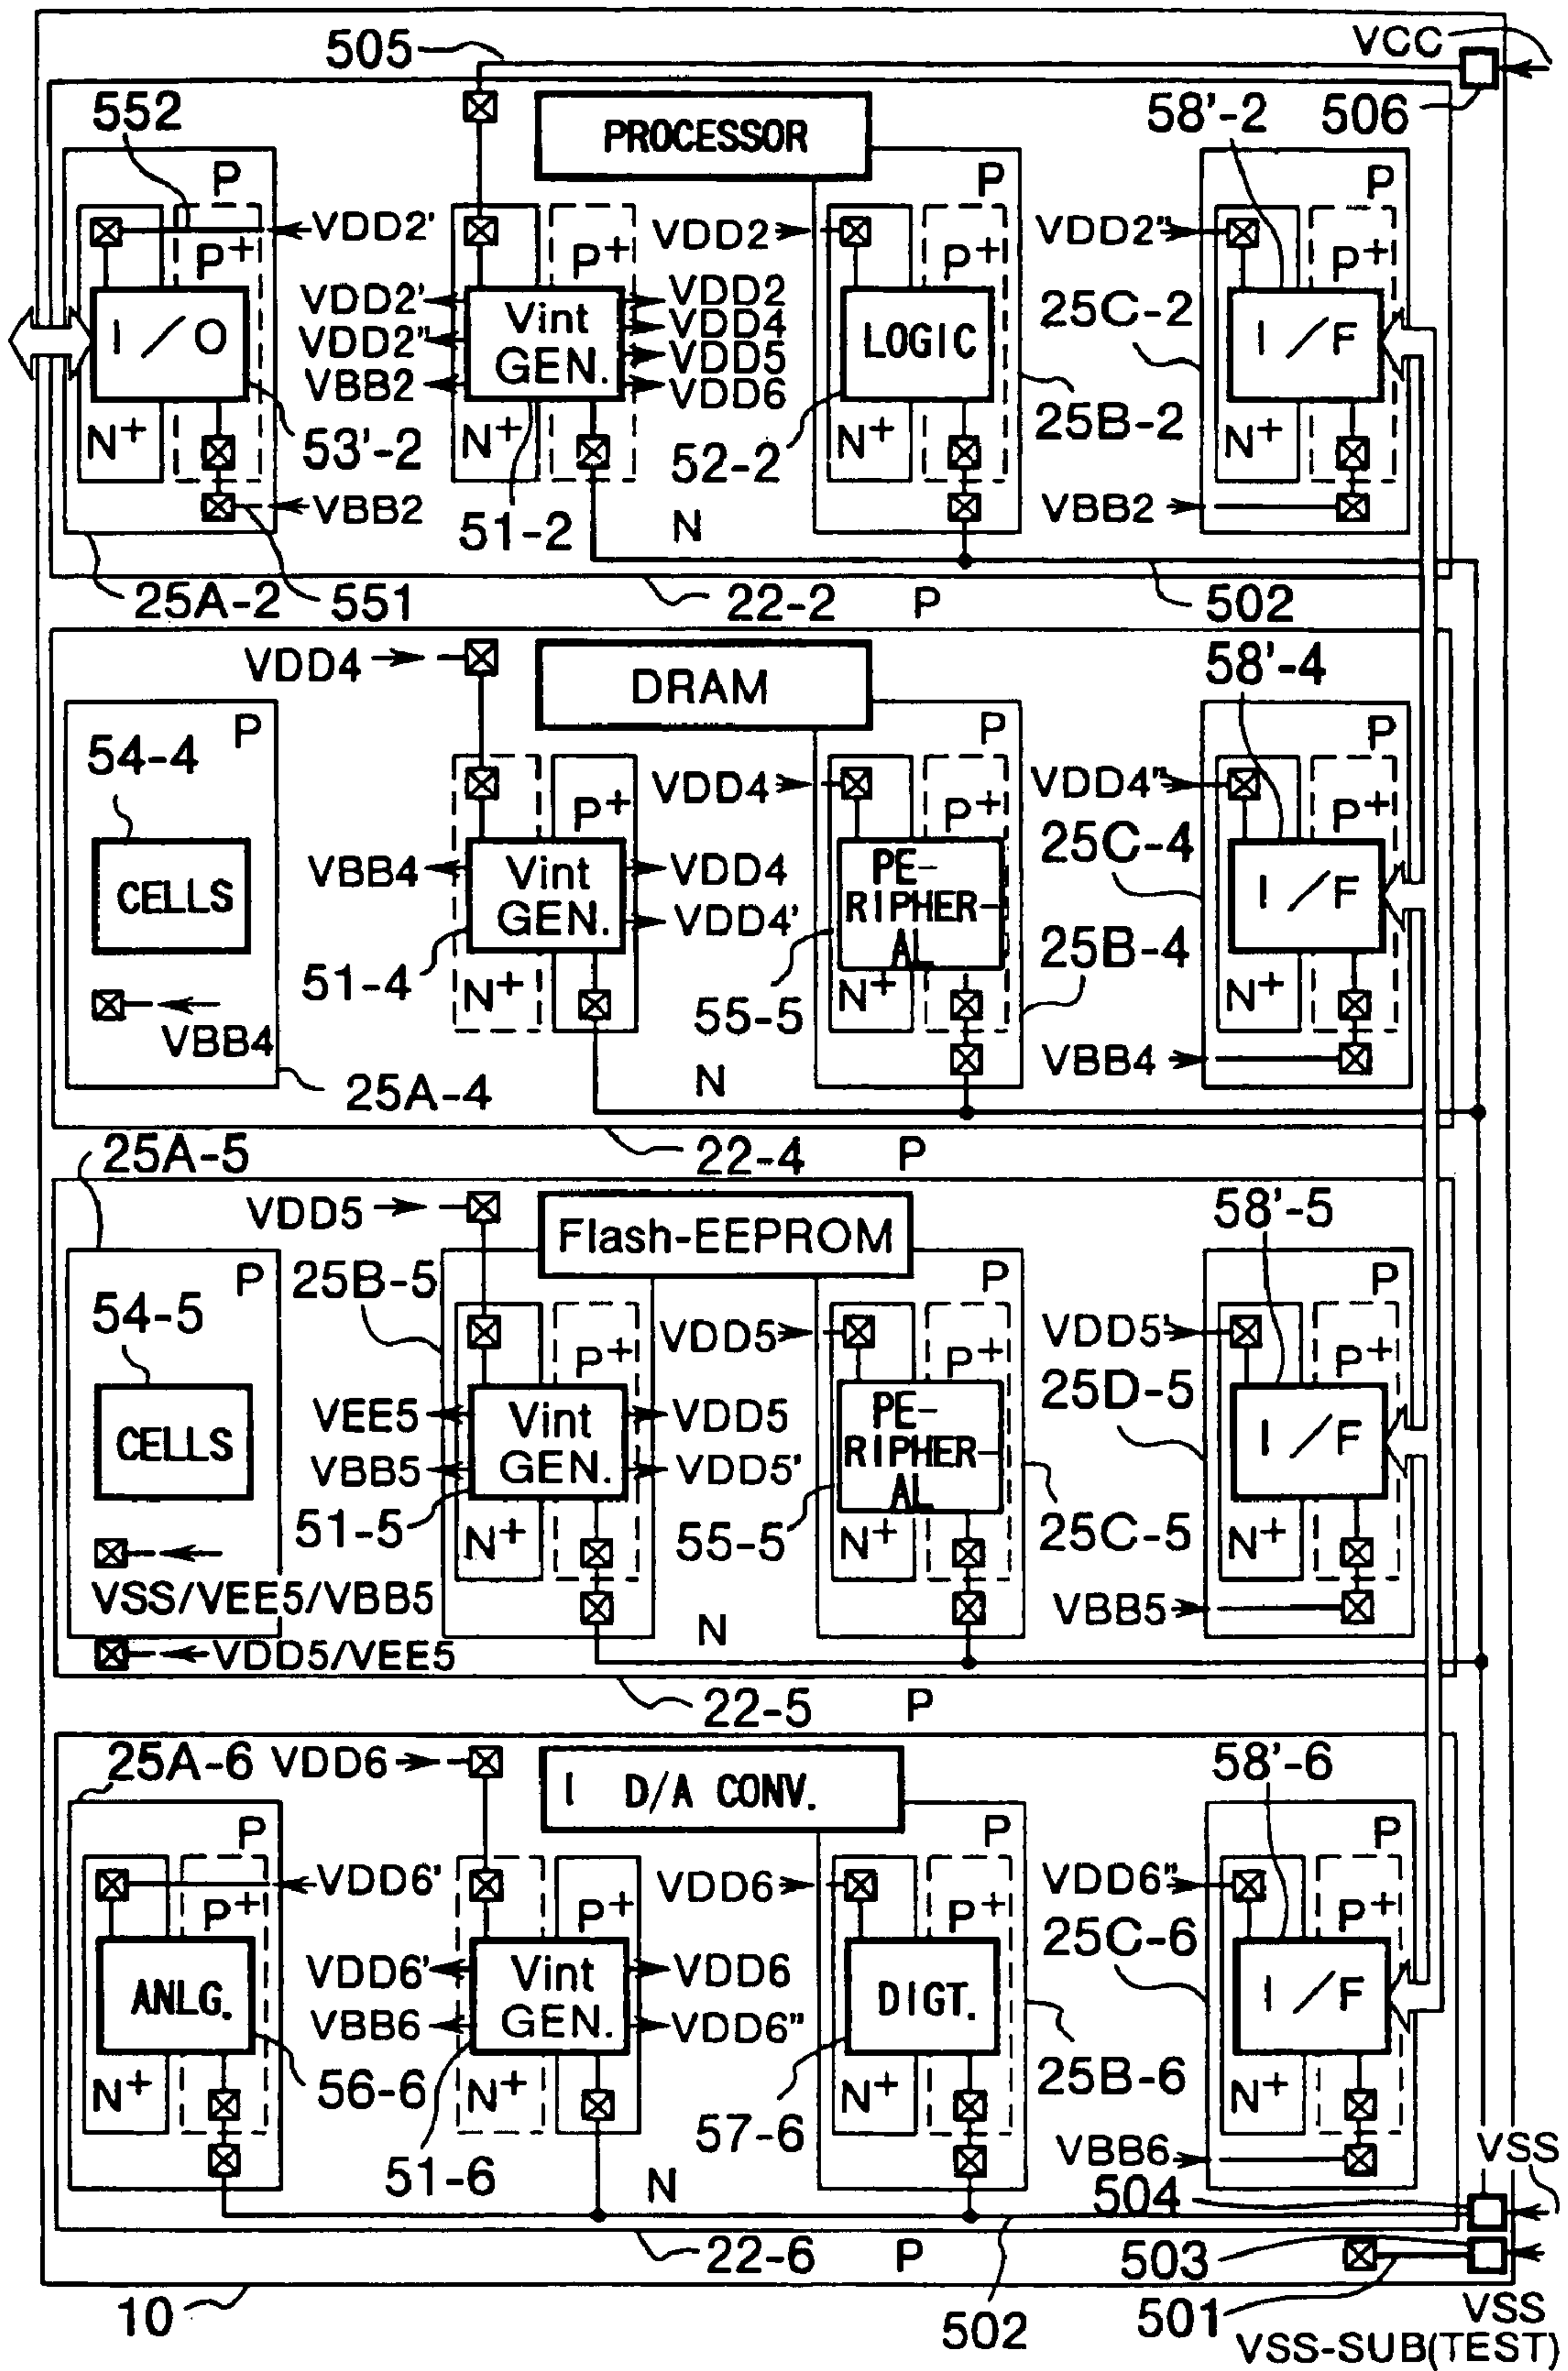 VCC
505
506
552
PROCESSOR
58'-2
P
P
P
VDD2'
VDD2
VDD2"
P+
P+
P+
P+
VDD2'
VDD2
25C-2
VDD2"
VDD4
VDD5
VBB2
VDD6
I/O
Vint
GEN.
LOGIC
I/F
25B-2
N+
N+
N+
N+
53'-2
52-2
VBB2
51-2
N
VBB2
25A-2
551
22-2
P
502
VDD4
DRAM
58'-4
P
P
P
54-4
VDD4
VDD4"
P+
P+
P+
25C-4
CELLS
VBB4
Vint
GEN.
VDD4
VDD4'
PE-
RIPHER-
AL
I/F
25B-4
51-4
N+
55-5
N+
N+
VBB4
VBB4
25A-4
N
25A-5
22-4
P
VDD5
Flash-EEPROM
58'-5
P
25B-5
P
P
54-5
VDD5
VDD5'
P+
P+
P+
25D-5
CELLS
VEE5
VBB5
Vint
GEN.
VDD5
VDD5'
PE-
RIPHER-
AL
I/F
51-5
N+
55-5
N+
25C-5
N+
VSS/VEE5/VBB5
VBB5
N
VDD5/VEE5
22-5
P
25A-6
VDD6
I D/A CONV.
58'-6
P
P
P
VDD6'
VDD6
VDD6"
P+
P+
P+
P+
25C-6
ANLG.
VDD6'
VBB6
Vint
GEN.
VDD6
VDD6"
DIGT.
I/F
25B-6
N+
56-6
N+
N+
N+
57-6
51-6
VBB6
VSS
N
504
22-6
P
503
10
502
501
VSS
VSS-SUB(TEST)